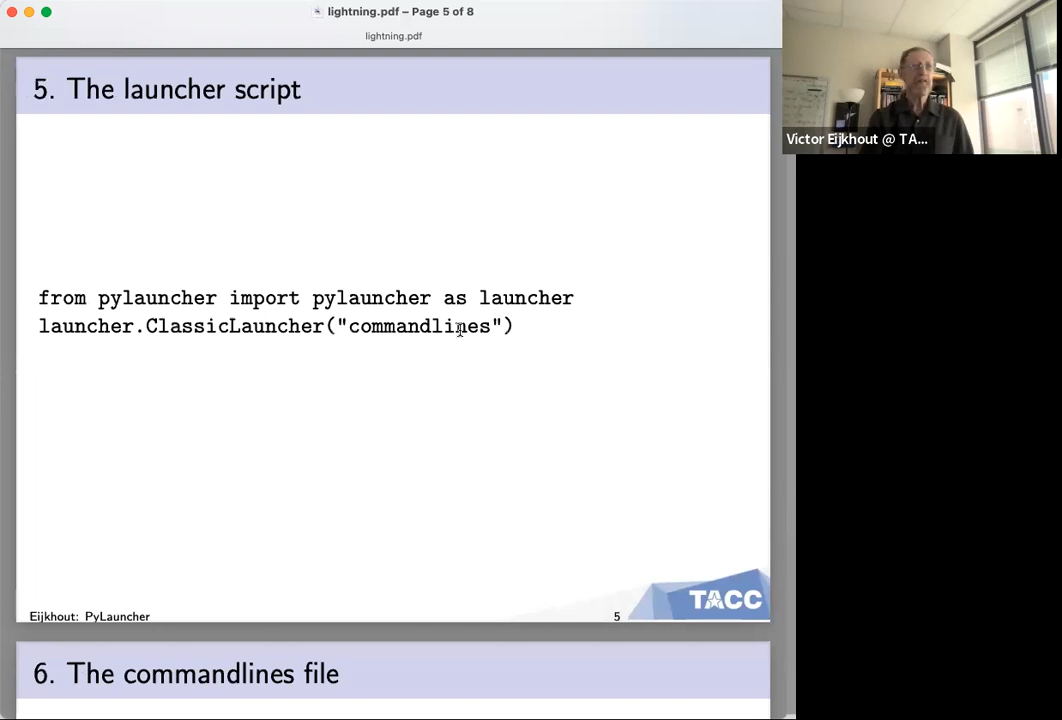 lightning.pdf – Page 5 of 8
lightning.pdf
5. The launcher script
from pylauncher import pylauncher as launcher
launcher.ClassicLauncher("commandlines")
Eijkhout: PyLauncher
5
TACC
6. The commandlines file
Victor Eijkhout @ TA...